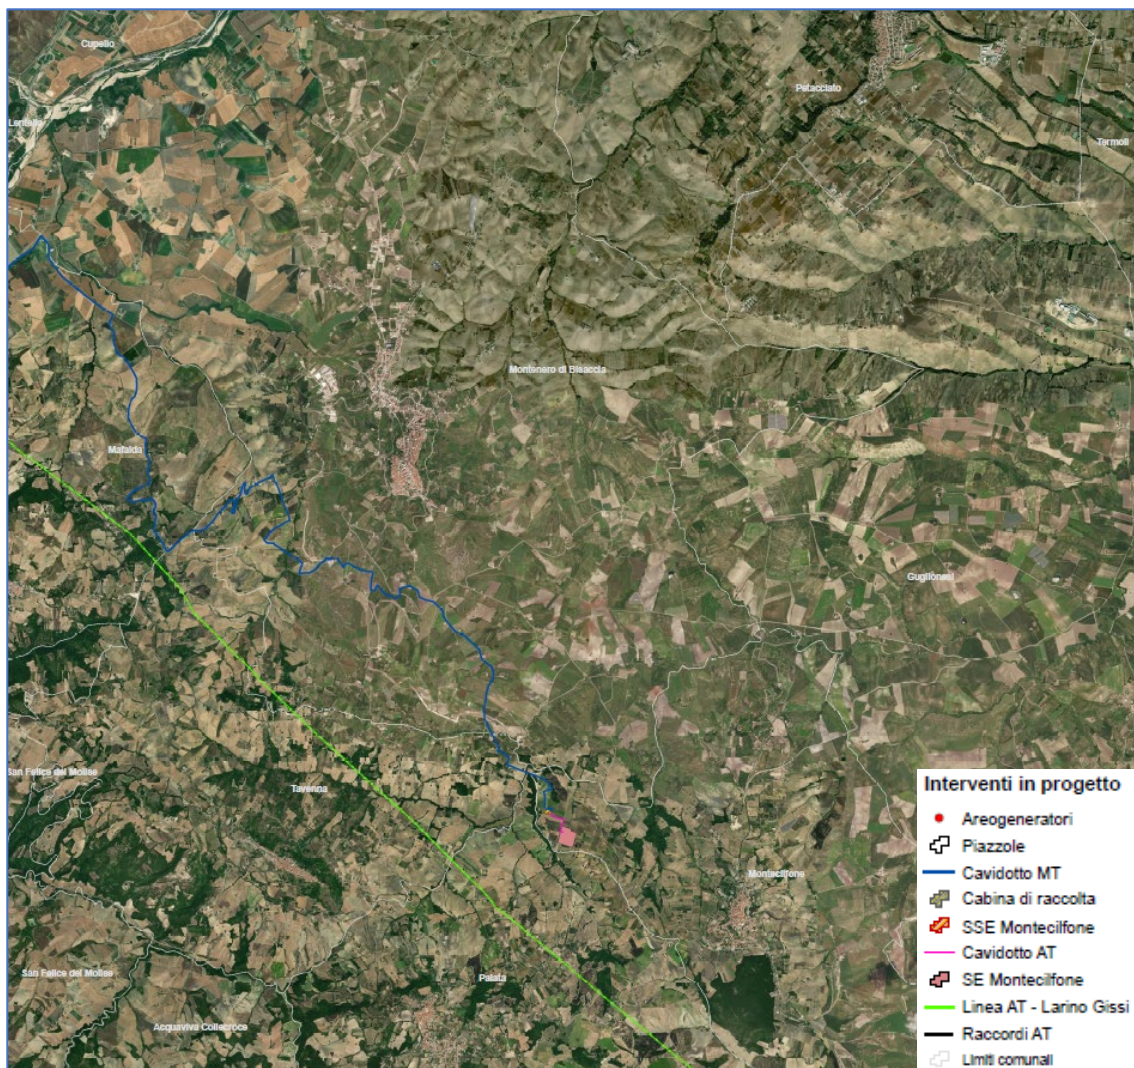 Cupello
Petacciato
Lentella
Termoli
Montenero di Bisaccia
Mafalda
Guglionesi
San Felice del Molise
Tavenna
Montecilfone
San Felice del Molise
Palata
Acquaviva Collecroce
Interventi in progetto
Areogeneratori
Piazzole
Cavidotto MT
Cabina di raccolta
SSE Montecilfone
Cavidotto AT
SE Montecilfone
Linea AT - Larino Gissi
Raccordi AT
Limiti comunali